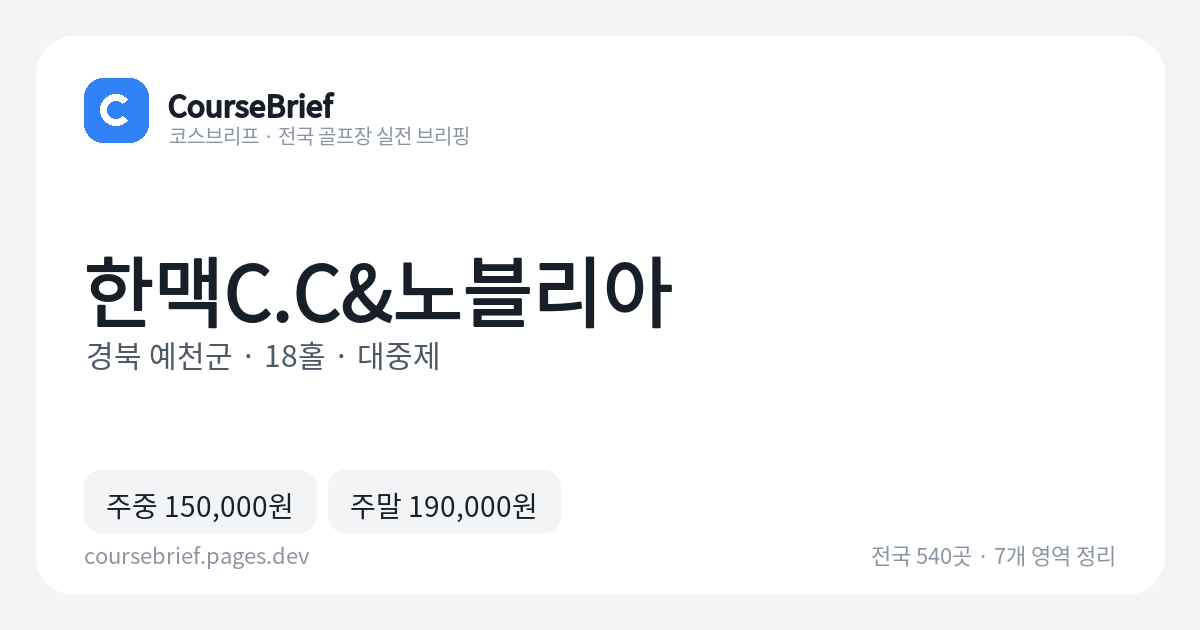 C
CourseBrief
코스브리프 · 전국 골프장 실전 브리핑
한맥C.C&노블리아
경북 예천군 · 18홀 · 대중제
주중 150,000원 주말 190,000원
coursebrief.pages.dev 전국 540곳 · 7개 영역 정리